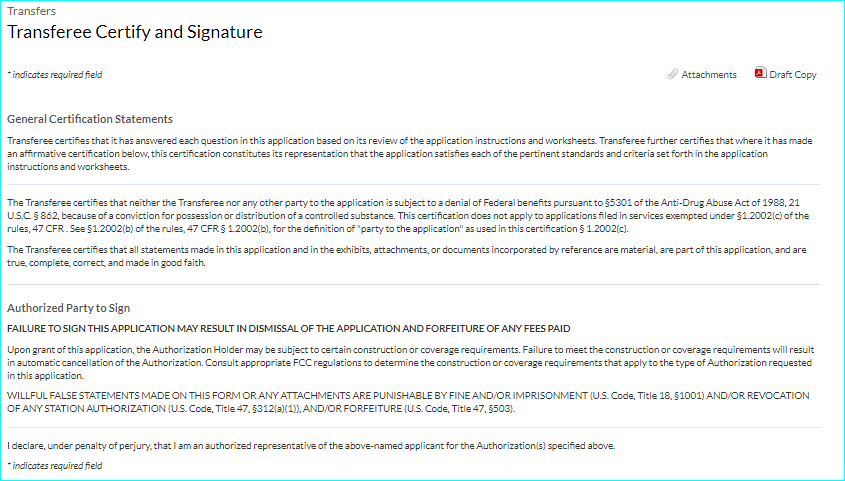 Transfers
Transferee Certify and Signature
* indicates required field
Attachments
Draft Copy
General Certification Statements
Transferee certifies that it has answered each question in this application based on its review of the application instructions and worksheets. Transferee further certifies that where it has made
an affirmative certification below, this certification constitutes its representation that the application satisfies each of the pertinent standards and criteria set forth in the application
instructions and worksheets.
The Transferee certifies that neither the Transferee nor any other party to the application is subject to a denial of Federal benefits pursuant to §5301 of the Anti-Drug Abuse Act of 1988, 21
U.S.C. § 862, because of a conviction for possession or distribution of a controlled substance. This certification does not apply to applications filed in services exempted under §1.2002(c) of the
rules, 47 CFR . See §1.2002(b) of the rules, 47 CFR § 1.2002(b), for the definition of "party to the application" as used in this certification § 1.2002(c).
The Transferee certifies that all statements made in this application and in the exhibits, attachments, or documents incorporated by reference are material, are part of this application, and are
true, complete, correct, and made in good faith.
Authorized Party to Sign
FAILURE TO SIGN THIS APPLICATION MAY RESULT IN DISMISSAL OF THE APPLICATION AND FORFEITURE OF ANY FEES PAID
Upon grant of this application, the Authorization Holder may be subject to certain construction or coverage requirements. Failure to meet the construction or coverage requirements will result
in automatic cancellation of the Authorization. Consult appropriate FCC regulations to determine the construction or coverage requirements that apply to the type of Authorization requested
in this application.
WILLFUL FALSE STATEMENTS MADE ON THIS FORM OR ANY ATTACHMENTS ARE PUNISHABLE BY FINE AND/OR IMPRISONMENT (U.S. Code, Title 18, §1001) AND/OR REVOCATION
OF ANY STATION AUTHORIZATION (U.S. Code, Title 47, §312(a)(1)), AND/OR FORFEITURE (U.S. Code, Title 47, §503).
I declare, under penalty of perjury, that I am an authorized representative of the above-named applicant for the Authorization(s) specified above.
* indicates required field